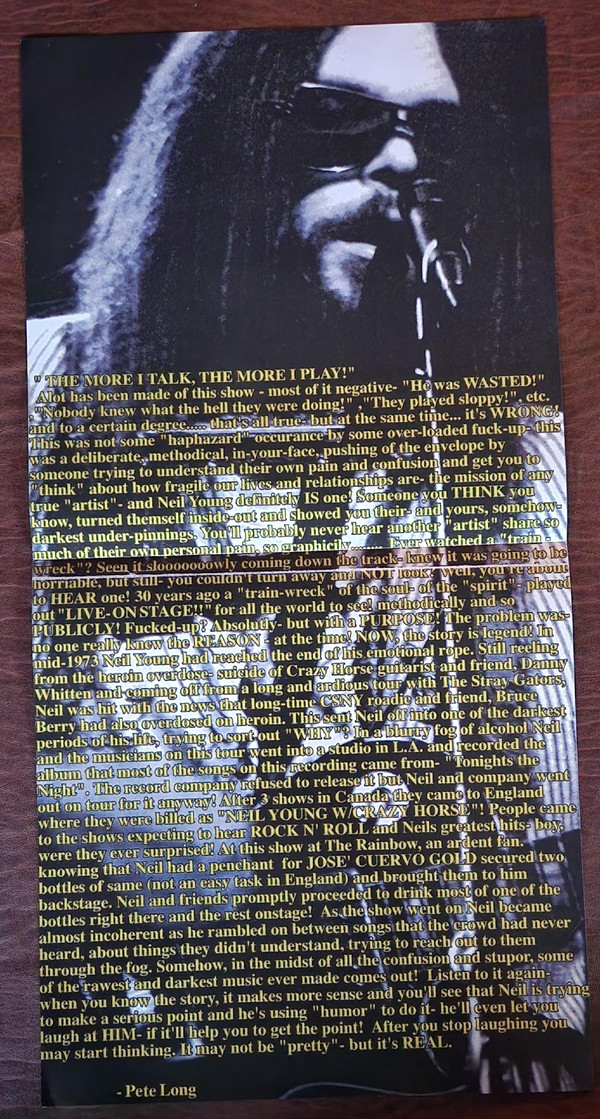 " THE MORE I TALK, THE MORE I PLAY!"
Alot has been made of this show - most of it negative- "He was WASTED!"
, "Nobody knew what the hell they were doing!" ,"They played sloppy!", etc.
and to a certain degree..... that's all true- but at the same time... it's WRONG!
This was not some "haphazard" occurance by some over-loaded fuck-up- this
was a deliberate, methodical, in-your-face, pushing of the envelope by
someone trying to understand their own pain and confusion and get you to
"think" about how fragile our lives and relationships are- the mission of any
true "artist"- and Neil Young definitely IS one! Someone you THINK you
know, turned themself inside-out and showed you their- and yours, somehow-
darkest under-pinnings. You'll probably never hear another "artist" share so
much of their own personal pain, so graphicily......... Ever watched a "train -
wreck"? Seen it slooooooowly coming down the track- knew it was going to be
horriable, but still- you couldn't turn away and NOT look? Well, you're about
to HEAR one! 30 years ago a "train-wreck" of the soul- of the "spirit"- played
out "LIVE-ON STAGE!!" for all the world to see! methodically and so
PUBLICLY! Fucked-up? Absolutely- but with a PURPOSE! The problem was-
no one really knew the REASON - at the time! NOW, the story is legend! In
mid-1973 Neil Young had reached the end of his emotional rope. Still reeling
from the heroin overdose- suicide of Crazy Horse guitarist and friend, Danny
Whitten and coming off from a long and ardious tour with The Stray Gators,
Neil was hit with the news that long-time CSNY roadie and friend, Bruce
Berry had also overdosed on heroin. This sent Neil off into one of the darkest
periods of his life, trying to sort out "WHY"? In a blurry fog of alcohol Neil
and the musicians on this tour went into a studio in L.A. and recorded the
album that most of the songs on this recording came from- "Tonights the
Night". The record company refused to release it but Neil and company went
out on tour for it anyway! After 3 shows in Canada they came to England
where they were billed as "NEIL YOUNG W/CRAZY HORSE"! People came
to the shows expecting to hear ROCK N' ROLL and Neils greatest hits- boy,
were they ever surprised! At this show at The Rainbow, an ardent fan.
knowing that Neil had a penchant for JOSE' CUERVO GOLD secured two
bottles of same (not an easy task in England) and brought them to him
backstage. Neil and friends promptly proceeded to drink most of one of the
bottles right there and the rest onstage! As the show went on Neil became
almost incoherent as he rambled on between songs that the crowd had never
heard, about things they didn't understand, trying to reach out to them
through the fog. Somehow, in the midst of all the confusion and stupor, some
of the rawest and darkest music ever made comes out! Listen to it again-
when you know the story, it makes more sense and you'll see that Neil is trying
to make a serious point and he's using "humor" to do it- he'll even let you
laugh at HIM- if it'll help you to get the point! After you stop laughing you
may start thinking. It may not be "pretty"- but it's REAL.
- Pete Long